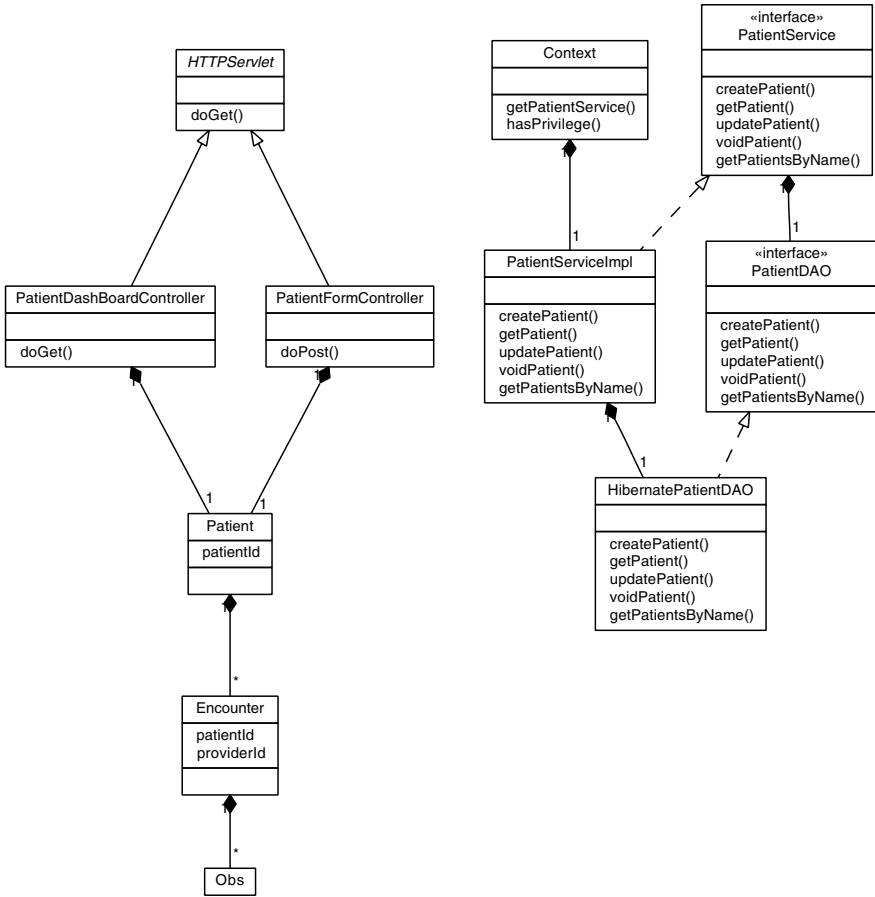 HTTPServlet
doGet()
PatientDashBoardController
doGet()
1
PatientFormController
doPost()
1
1
1
Patient
patientId
1
*
Encounter
patientId
providerId
1
*
Obs
Context
getPatientService()
hasPrivilege()
1
1
«interface»
PatientService
createPatient()
getPatient()
updatePatient()
voidPatient()
getPatientsByName()
1
1
PatientServiceImpl
createPatient()
getPatient()
updatePatient()
voidPatient()
getPatientsByName()
1
1
«interface»
PatientDAO
createPatient()
getPatient()
updatePatient()
voidPatient()
getPatientsByName()
HibernatePatientDAO
createPatient()
getPatient()
updatePatient()
voidPatient()
getPatientsByName()